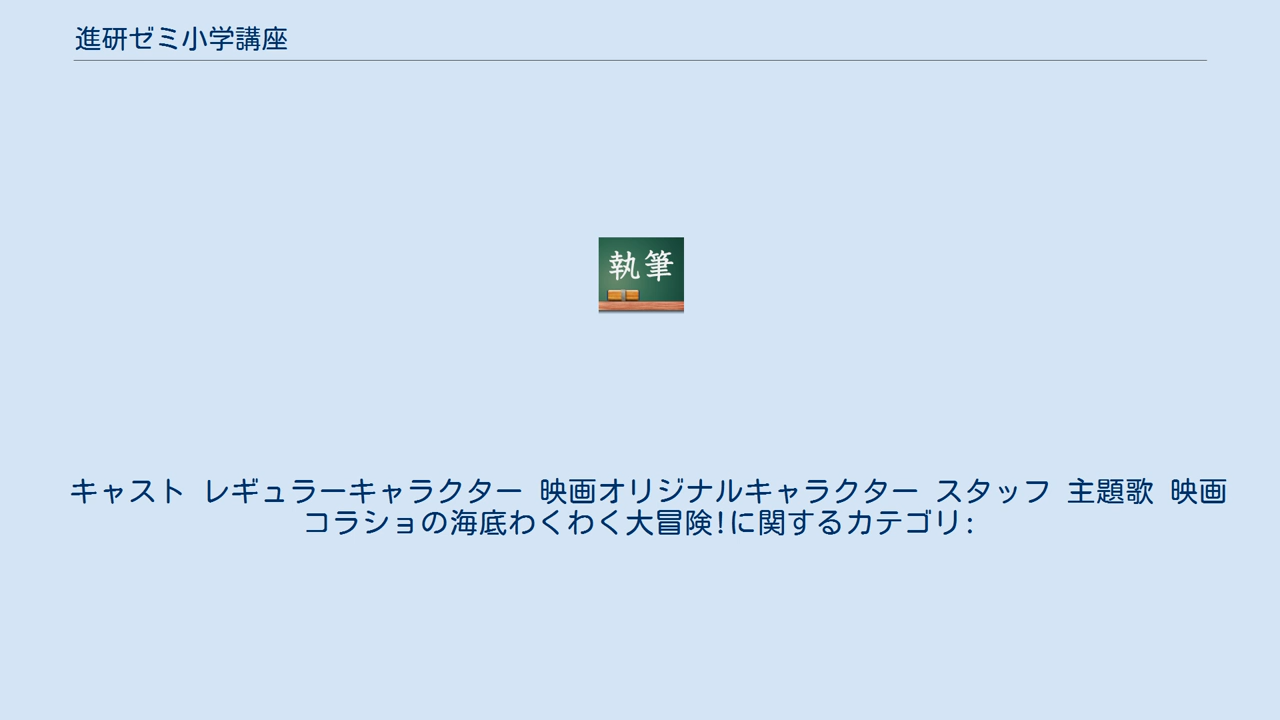 進研ゼミ小学講座
執筆
キャスト レギュラーキャラクター 映画オリジナルキャラクター スタッフ 主題歌 映画
コラショの海底わくわく大冒険!に関するカテゴリ: